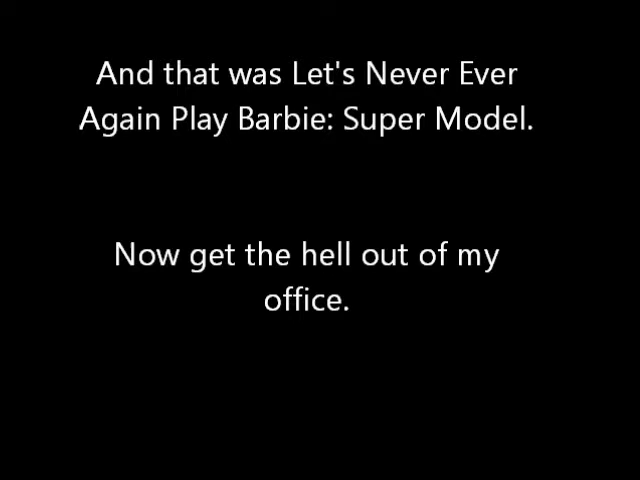 And that was Let's Never Ever
Again Play Barbie: Super Model.
Now get the hell out of my
office.